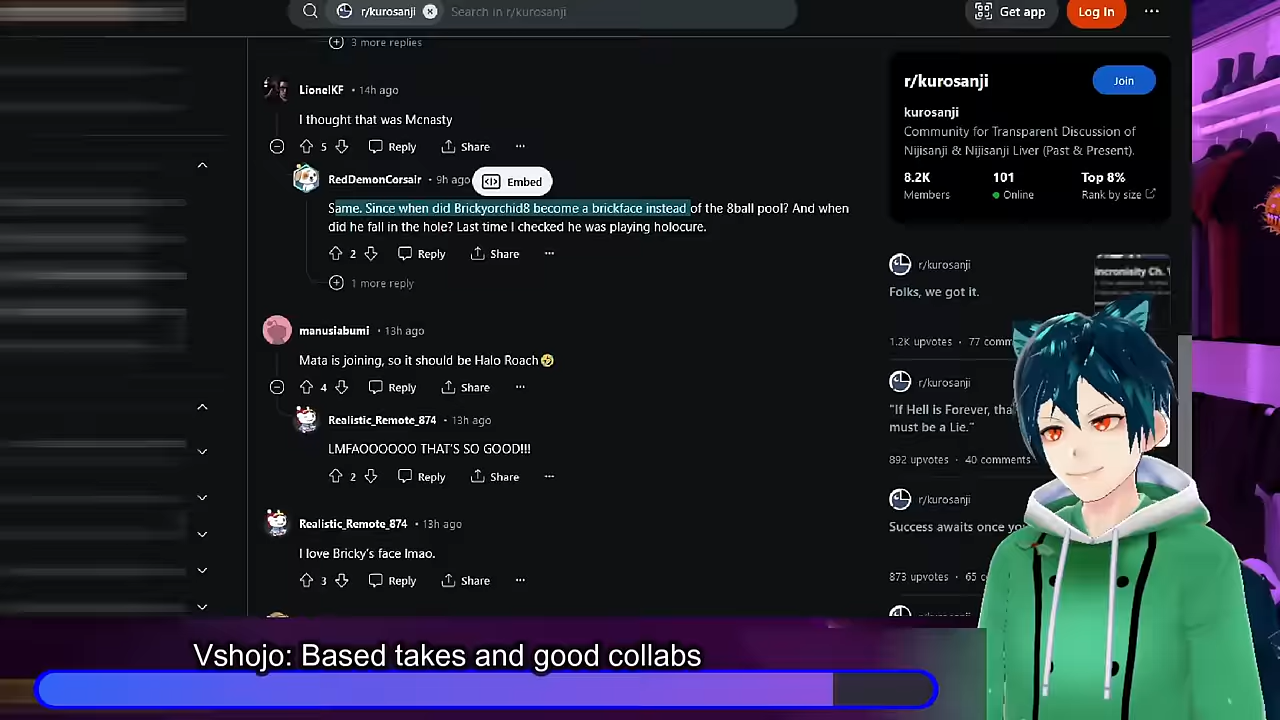 r/kurosanji
Search in r/kurosanji
Get app
Log In
3 more replies
LionelKF • 14h ago
I thought that was Mcnasty
5
Reply
Share
RedDemonCorsair • 9h ago
Embed
Same. Since when did Brickyorchid8 become a brickface instead of the 8ball pool? And when
did he fall in the hole? Last time I checked he was playing holocure.
2
Reply
Share
1 more reply
manusiabumi • 13h ago
Mata is joining, so it should be Halo Roach🤣
4
Reply
Share
Realistic_Remote_874 • 13h ago
LMFAOOOOOO THAT'S SO GOOD!!!
2
Reply
Share
Realistic_Remote_874 • 13h ago
I love Bricky's face lmao.
3
Reply
Share
r/kurosanji
Join
kurosanji
Community for Transparent Discussion of
Nijisanji & Nijisanji Liver (Past & Present).
8.2K
101
Top 8%
Members
Online
Rank by size
r/kurosanji
Folks, we got it.
1.2K upvotes • 77 comm
r/kurosanji
"If Hell is Forever, tha
must be a Lie."
892 upvotes • 40 comments
r/kurosanji
Success awaits once yo
873 upvotes • 65 c
Vshojo: Based takes and good collabs